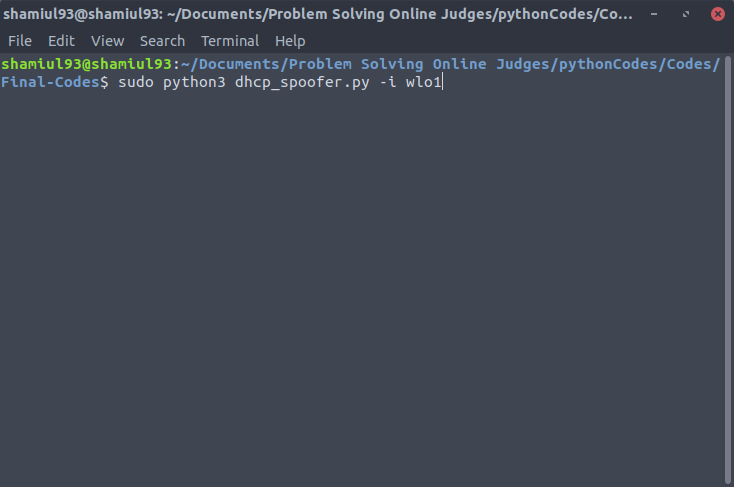 shamiul93@shamiul93: ~/Documents/Problem Solving Online Judges/pythonCodes/Co...
File Edit View Search Terminal Help
shamiul93@shamiul93:~/Documents/Problem Solving Online Judges/pythonCodes/Codes/
Final-Codes$ sudo python3 dhcp_spoofer.py -i wlo1